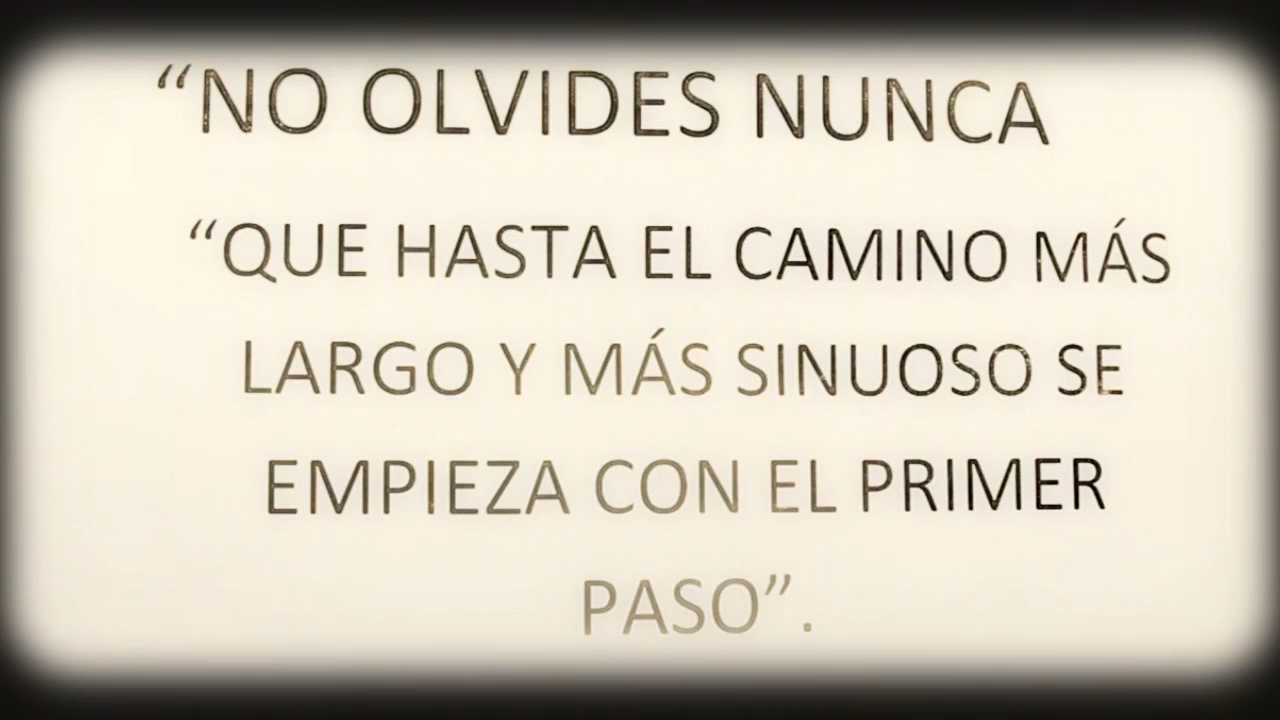 “NO OLVIDES NUNCA
“QUE HASTA EL CAMINO MÁS
LARGO Y MÁS SINUOSO SE
EMPIEZA CON EL PRIMER
PASO”.